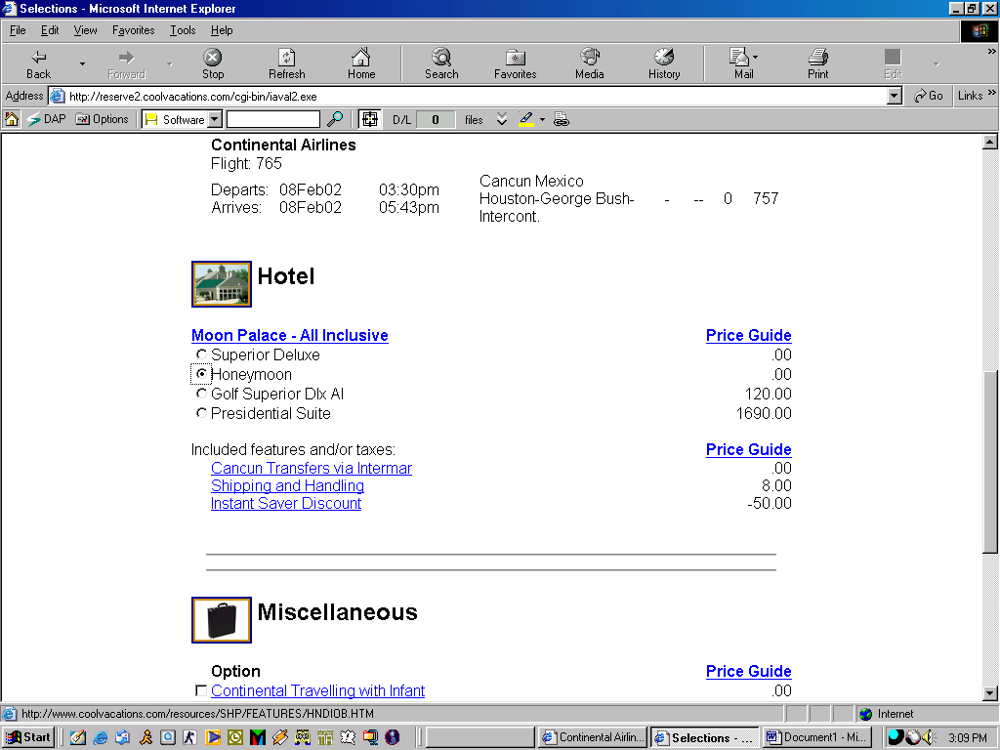 Selections - Microsoft Internet Explorer
File Edit View Favorites Tools Help
Back Forward Stop Refresh Home Search Favorites Media History Mail Print Edit
Address http://reserve2.coolvacations.com/cgi-bin/iaval2.exe Go Links »
DAP Options Software D/L 0 files
Continental Airlines
Flight: 765
Departs: 08Feb02 03:30pm Cancun Mexico
Arrives: 08Feb02 05:43pm Houston-George Bush- - -- 0 757
Intercont.
Hotel
Moon Palace - All Inclusive Price Guide
Superior Deluxe .00
Honeymoon .00
Golf Superior Dlx AI 120.00
Presidential Suite 1690.00
Included features and/or taxes: Price Guide
Cancun Transfers via Intermar .00
Shipping and Handling 8.00
Instant Saver Discount -50.00
Miscellaneous
Option Price Guide
Continental Travelling with Infant .00
http://www.coolvacations.com/resources/SHP/FEATURES/HNDIOB.HTM Internet
Start Continental Airlin... Selections - ... Document1 - Mi... 3:09 PM